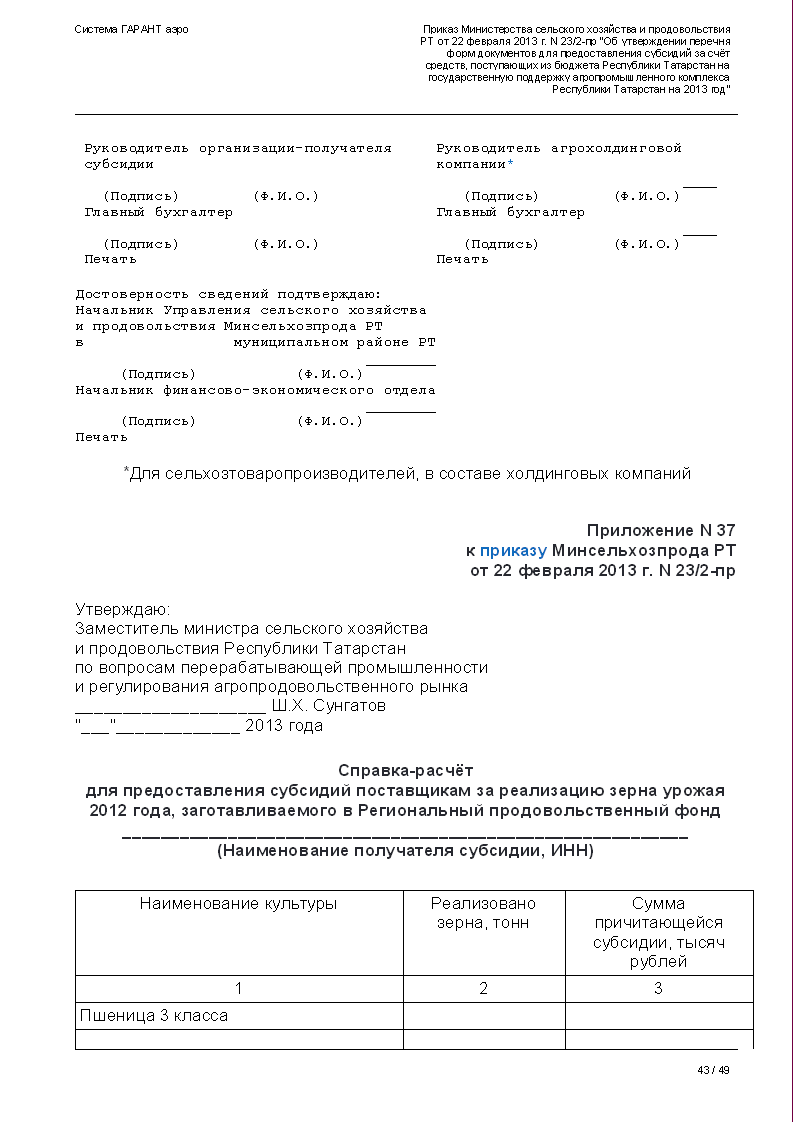 Система ГАРАНТ аэро
Приказ Министерства сельского хозяйства и продовольствия
РТ от 22 февраля 2013 г. N 23/2-пр "Об утверждении перечня
форм документов для предоставления субсидий за счёт
средств, поступающих из бюджета Республики Татарстан на
государственную поддержку агропромышленного комплекса
Республики Татарстан на 2013 год"
Руководитель организации-получателя Руководитель агрохолдинговой
субсидии компании*
(Подпись) (Ф.И.О.) (Подпись) (Ф.И.О.)____
Главный бухгалтер Главный бухгалтер
(Подпись) (Ф.И.О.) (Подпись) (Ф.И.О.)____
Печать Печать
Достоверность сведений подтверждаю:
Начальник Управления сельского хозяйства
и продовольствия Минсельхозпрода РТ
в муниципальном районе РТ
(Подпись) (Ф.И.О.)________
Начальник финансово-экономического отдела
(Подпись) (Ф.И.О.)________
Печать
*Для сельхозтоваропроизводителей, в составе холдинговых компаний
Приложение N 37
к приказу Минсельхозпрода РТ
от 22 февраля 2013 г. N 23/2-пр
Утверждаю:
Заместитель министра сельского хозяйства
и продовольствия Республики Татарстан
по вопросам перерабатывающей промышленности
и регулирования агропродовольственного рынка
____________________ Ш.Х. Сунгатов
"___"_____________ 2013 года
Справка-расчёт
для предоставления субсидий поставщикам за реализацию зерна урожая
2012 года, заготавливаемого в Региональный продовольственный фонд
____________________________________________________________
(Наименование получателя субсидии, ИНН)
Наименование культуры Реализовано Сумма
зерна, тонн причитающейся
субсидии, тысяч
рублей
1 2 3
Пшеница 3 класса
43 / 49